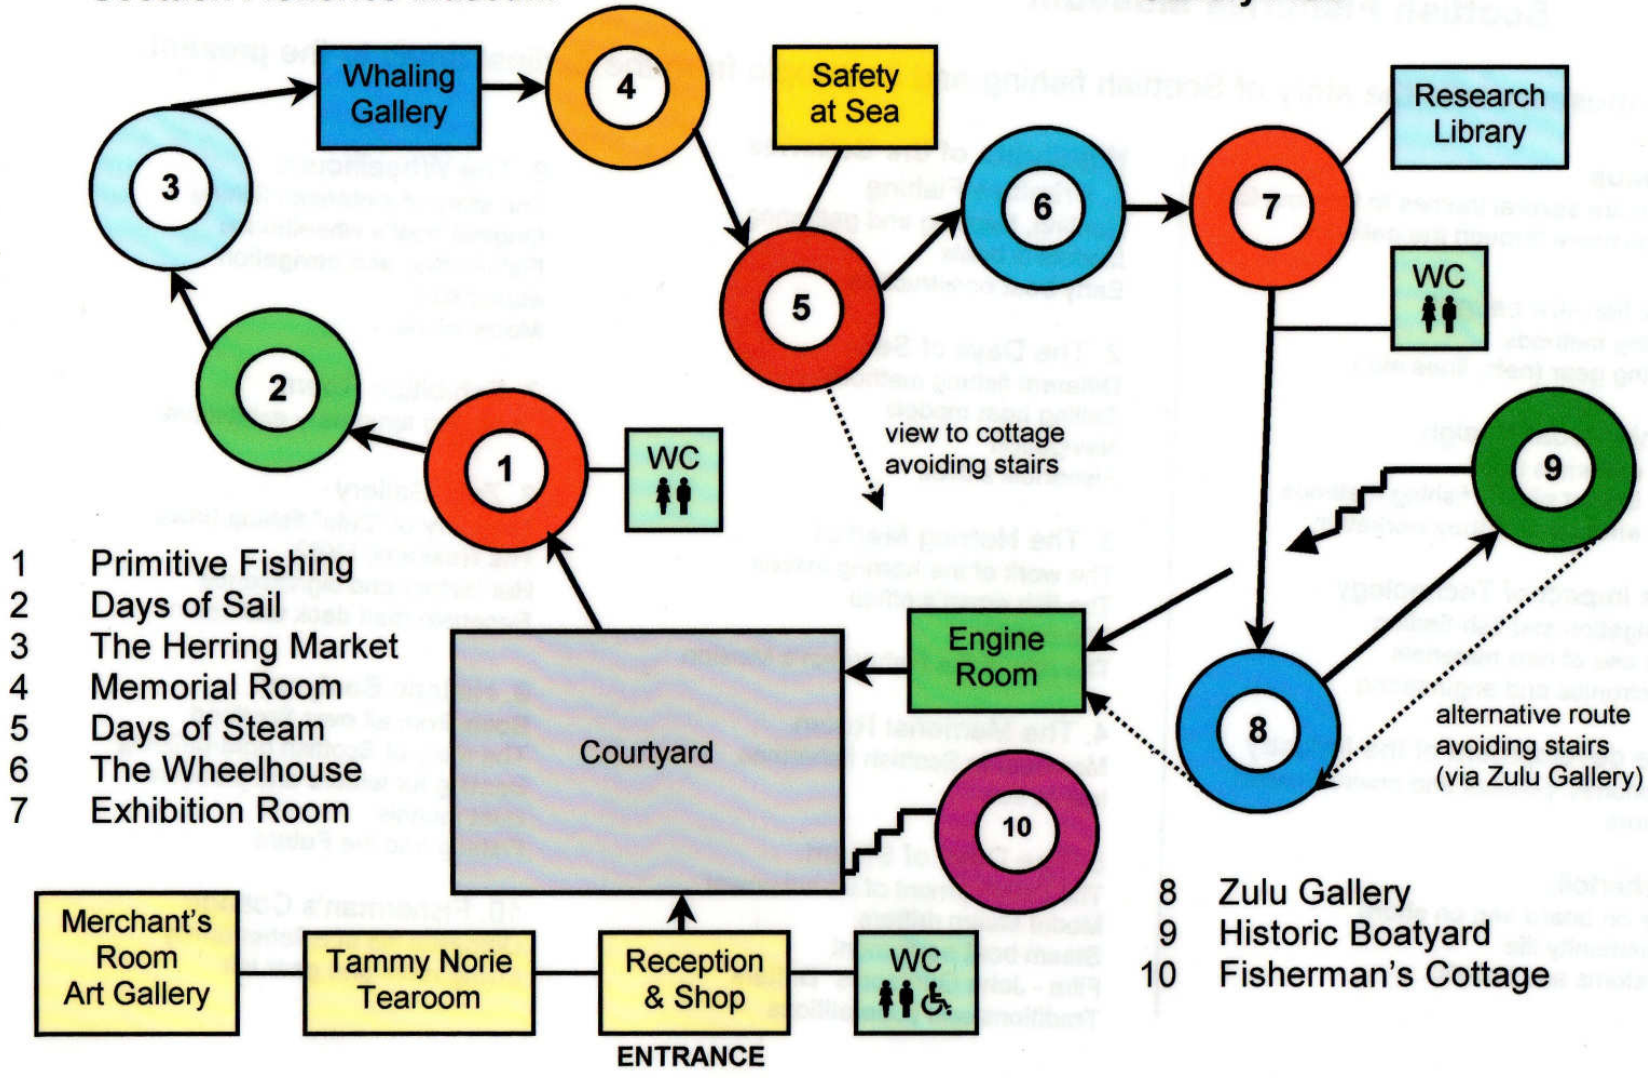 Whaling
Gallery
4
Safety
at Sea
Research
Library
3
6
7
WC
5
2
view to cottage
avoiding stairs
1
WC
9
1 Primitive Fishing
2 Days of Sail
3 The Herring Market
4 Memorial Room
5 Days of Steam
6 The Wheelhouse
7 Exhibition Room
Engine
Room
Courtyard
8
alternative route
avoiding stairs
(via Zulu Gallery)
10
8 Zulu Gallery
9 Historic Boatyard
10 Fisherman's Cottage
Merchant's
Room
Art Gallery
Tammy Norie
Tearoom
Reception
& Shop
WC
ENTRANCE